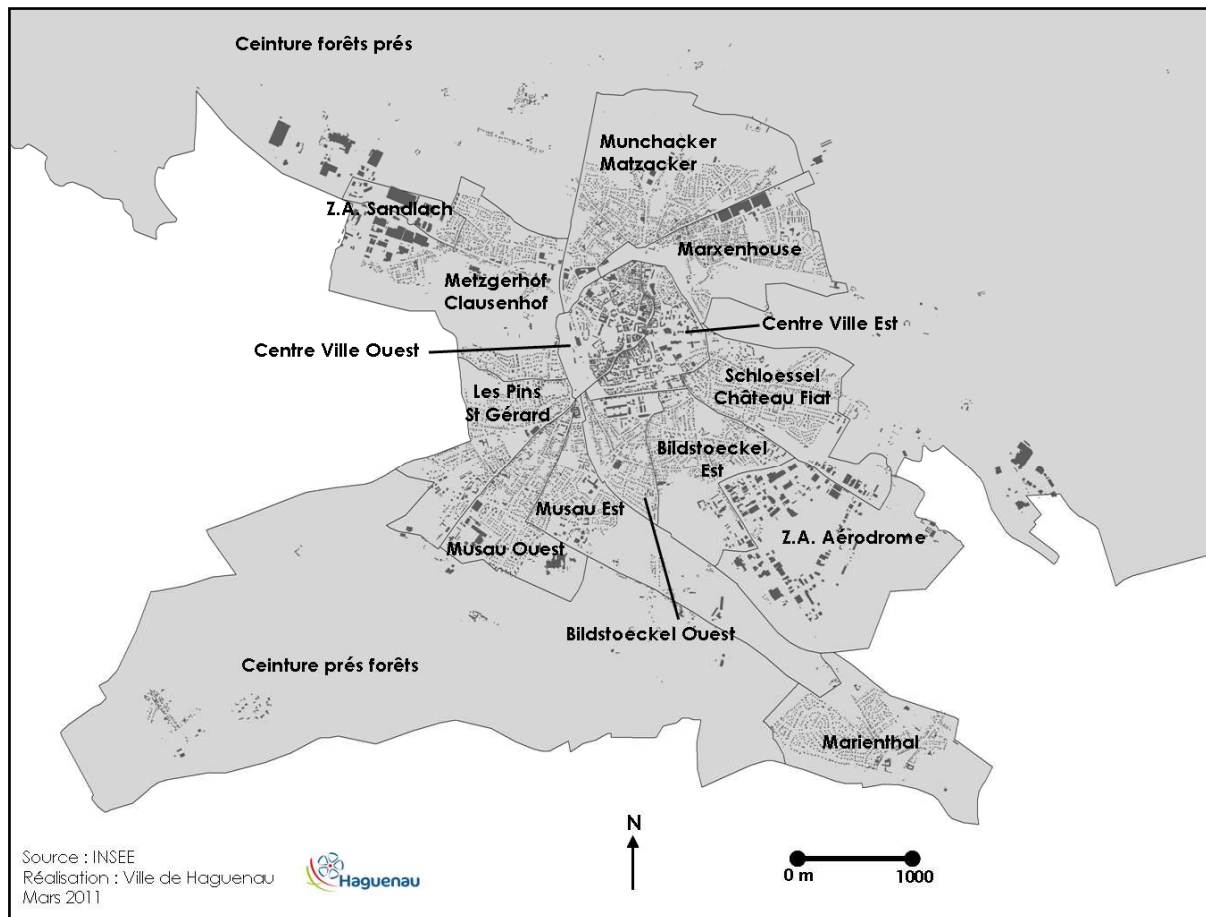 Ceinture forêts prés
Munchacker
Matzacker
Z.A. Sandlach
Marxenhouse
Metzgerhof
Clausenhof
Centre Ville Est
Centre Ville Ouest
Schloessel
Château Fiat
Les Pins
St Gérard
Bildstoeckel
Est
Musau Est
Z.A. Aérodrome
Musau Ouest
Bildstoeckel Ouest
Ceinture prés forêts
Marienthal
N
Source : INSEE
Réalisation : Ville de Haguenau
Mars 2011
Haguenau
0 m
1000